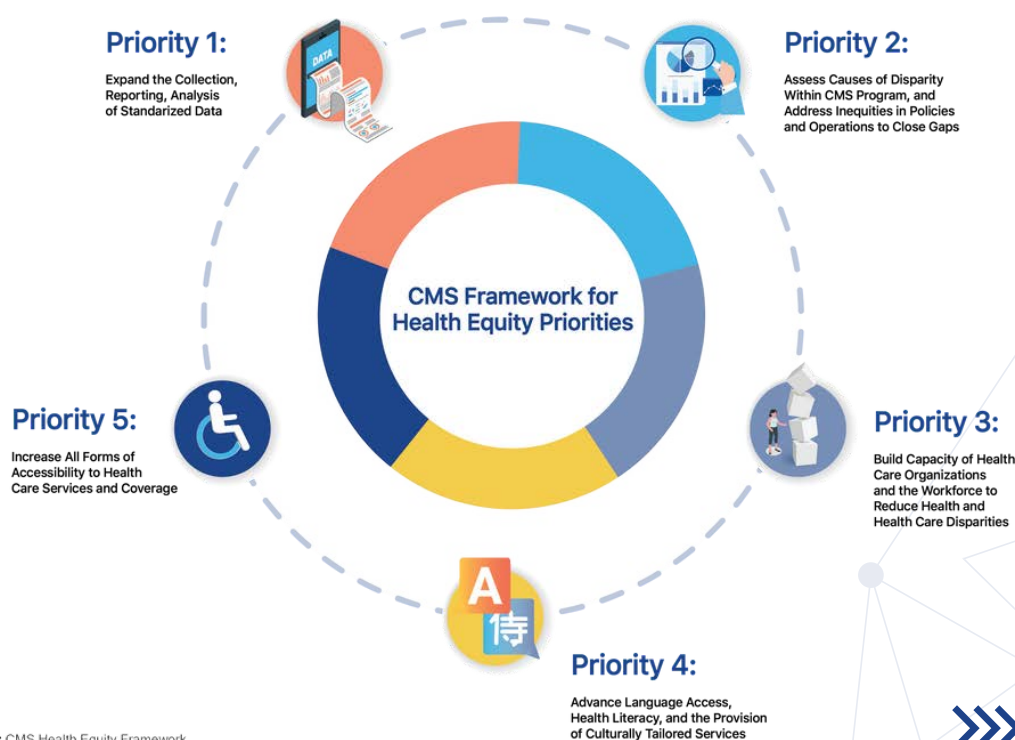 Priority 1:
Expand the Collection,
Reporting, Analysis
of Standarized Data
DATA
Priority 2:
Assess Causes of Disparity
Within CMS Program, and
Address Inequities in Policies
and Operations to Close Gaps
CMS Framework for
Health Equity Priorities
Priority 3:
Build Capacity of Health
Care Organizations
and the Workforce to
Reduce Health and
Health Care Disparities
Priority 4:
Advance Language Access,
Health Literacy, and the Provision
of Culturally Tailored Services
A
侍
Priority 5:
Increase All Forms of
Accessibility to Health
Care Services and Coverage
: CMS Health Equity Framework